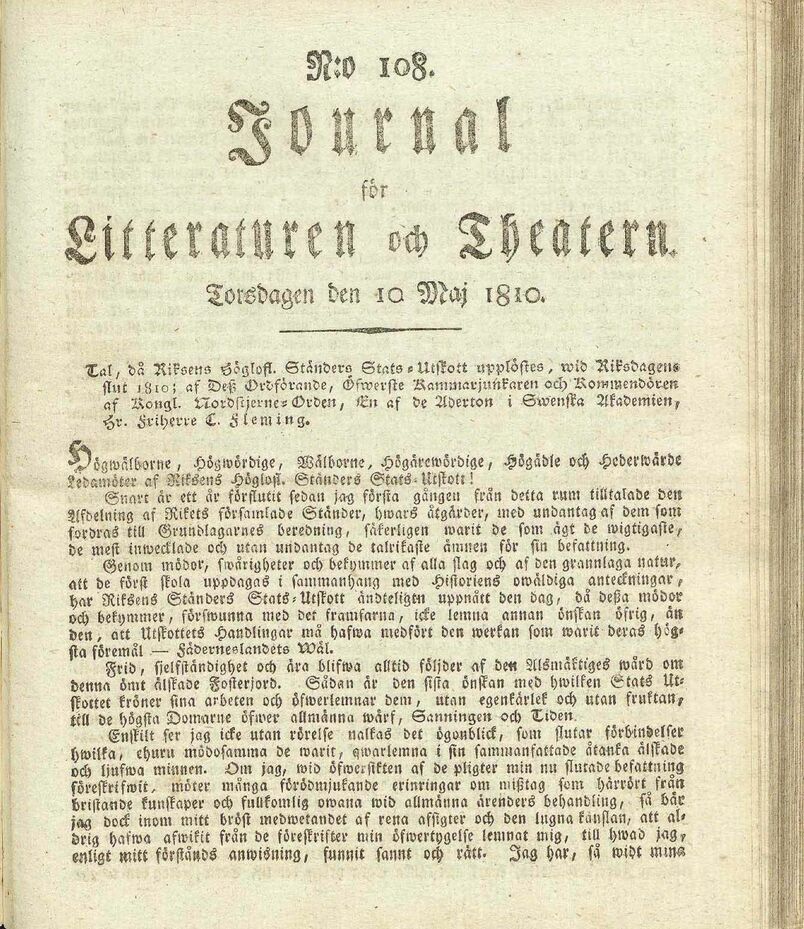 N:o 108.
Journal
för
Litteraturen och Theatern.
Torsdagen den 10 Maj 1810.
Tal, då Riksens Höglofl. Ständers Stats-Utskott upplöstes, wid Riksdagens
slut 1810; af Deß Ordförande, Öfwerste Kammarjunkaren och Kommendören
af Kongl. Nordstjerne-Orden, En af de Aderton i Swenska Akademien,
Hr. Friherre C. Fleming.
Högwälborne, Högwördige, Wälborne, Högärewördige, Högädle och Hederwärde
Ledamöter af Riksens Höglofl. Ständers Stats-Utskott!
Snart är ett år förslutit sedan jag första gången från detta rum tilltalade den
Afdelning af Rikets församlade Ständer, hwars åtgärder, med undantag af dem som
fordras till Grundlagarnes beredning, säkerligen warit de som ägt de wigtigaste,
de mest inwecklade och utan undantag de talrikaste ämnen för sin befattning.
Genom mödor, swårigheter och bekymmer af alla slag och af den grannlaga natur,
att de först skola uppdagas i sammanhang med Historiens owäldiga anteckningar,
har Riksens Ständers Stats-Utskott ändteligen uppnått den dag, då deßa mödor
och bekymmer, förswunna med det framfarna, icke lemna annan önskan öfrig, än
den, att Utskottets Handlingar må hafwa medfört den werkan som warit deras hög-
sta föremål — Fäderneslandets Wäl.
Frid, sjelfständighet och ära blifwa alltid följder af den Alsmäktiges wård om
denna ömt älskade Fosterjord. Sådan är den sista önskan med hwilken Stats Ut-
skottet kröner sina arbeten och öfwerlemnar dem, utan egenkärlek och utan fruktan,
till de högsta Domarne öfwer allmänna wärf, Sanningen och Tiden.
Enskilt ser jag icke utan rörelse nalkas det ögonblick, som slutar förbindelser
hwilka, ehuru mödosamma de warit, qwarlemna i sin sammanfattade åtanka älskade
och ljufwa minnen. Om jag, wid öfwersikten af de pligter min nu slutade befattning
föreskrifwit, möter många förödmjukande erinringar om mißtag som härrört från
bristande kunskaper och fullkomlig owana wid allmänna ärenders behandling, så bär
jag dock inom mitt bröst medwetandet af rena afsigter och den lugna känslan, att al-
drig hafwa afwikit från de föreskrifter min öfwertygelse lemnat mig, till hwad jag,
enligt mitt förstånds anwisning, funnit sannt och rätt. Jag har, så widt mina